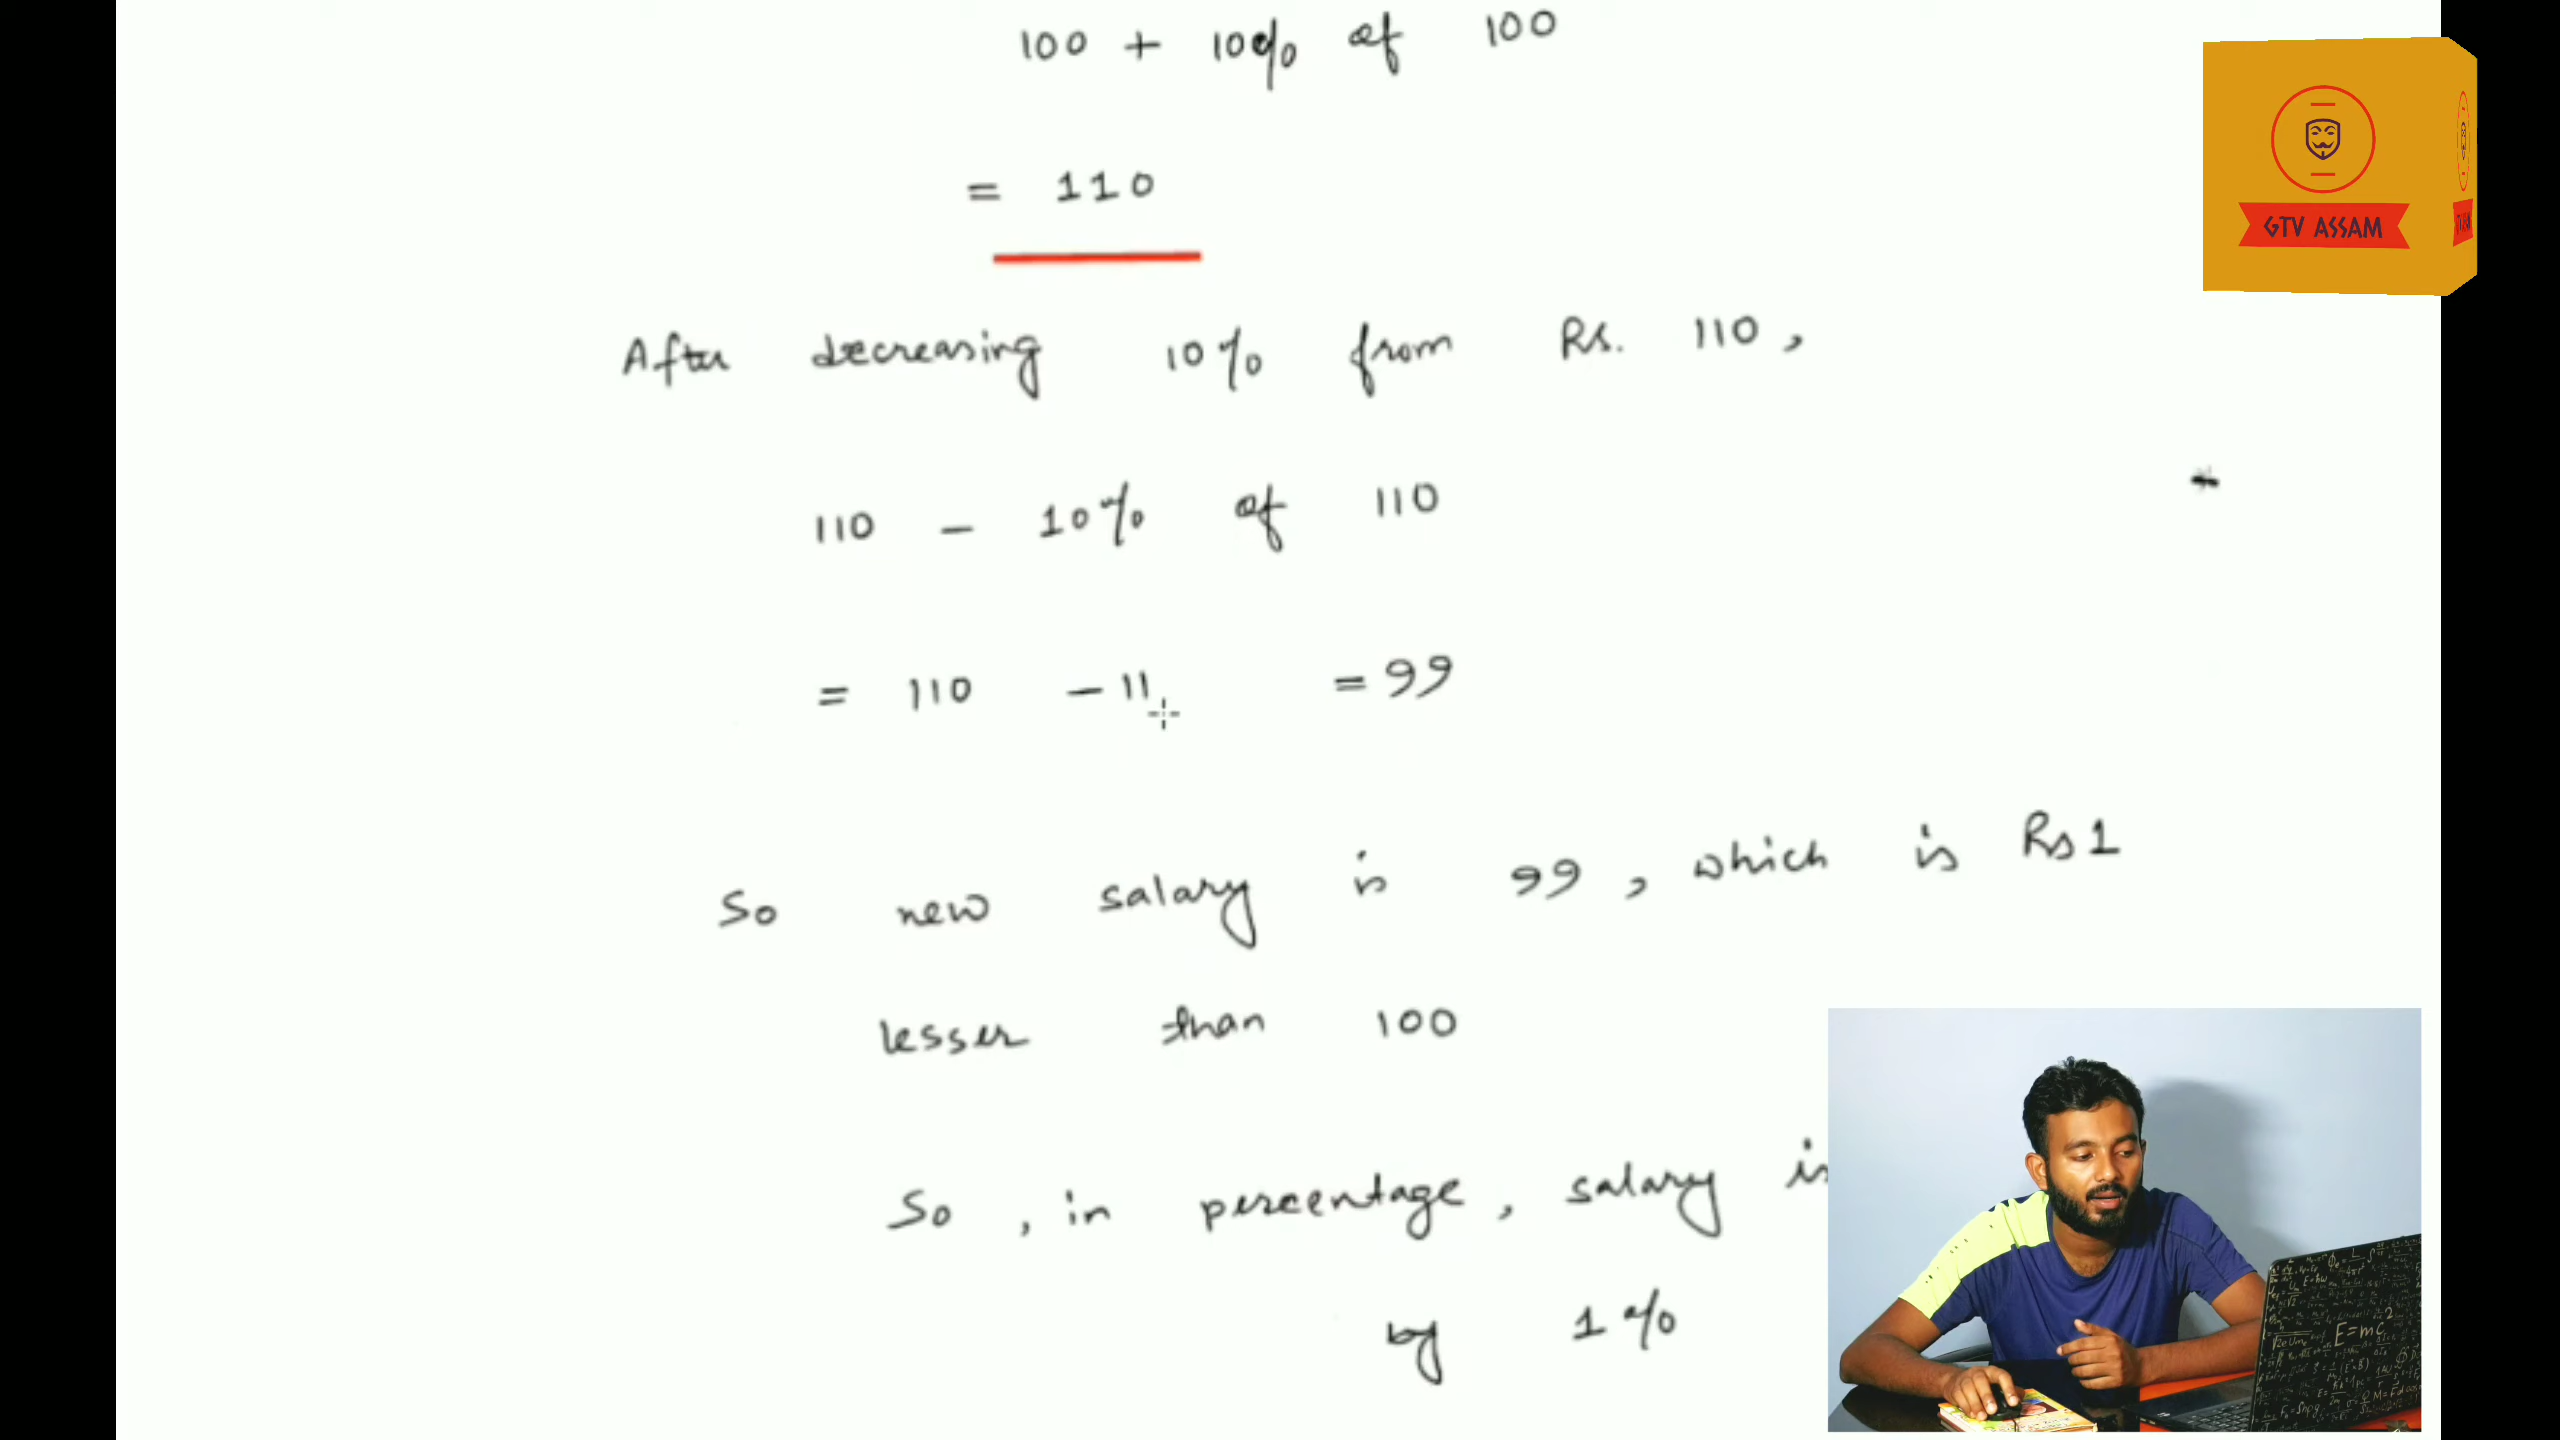 100 + 10% of 100
= 110
After decreasing 10% from Rs. 110,
110 - 10% of 110
= 110 - 11 = 99
So new salary is 99, which is Rs 1
lesser than 100
So, in percentage, salary is
by 1%
GTV ASSAM
E=mc2